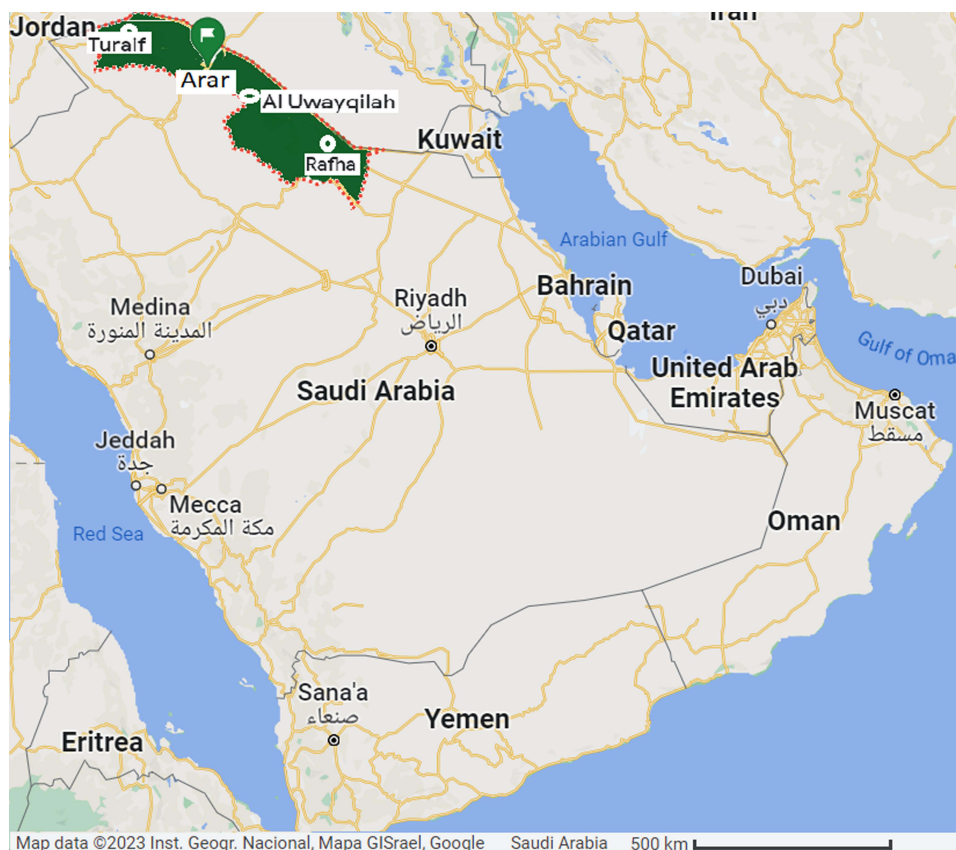 Iran
Jordan
Turalf
Arar
Al Uwayqilah
Kuwait
Rafha
Arabian Gulf
Bahrain
Dubai
دبي
Medina
المدينة المنورة
Riyadh
الرياض
Qatar
Gulf of Oma
Saudi Arabia
United Arab
Emirates
Muscat
مسقط
Jeddah
جدة
Mecca
مكة المكرمة
Red Sea
Oman
Sana'a
صنعاء
Yemen
Eritrea
Map data ©2023 Inst. Geogr. Nacional, Mapa GISrael, Google Saudi Arabia 500 km